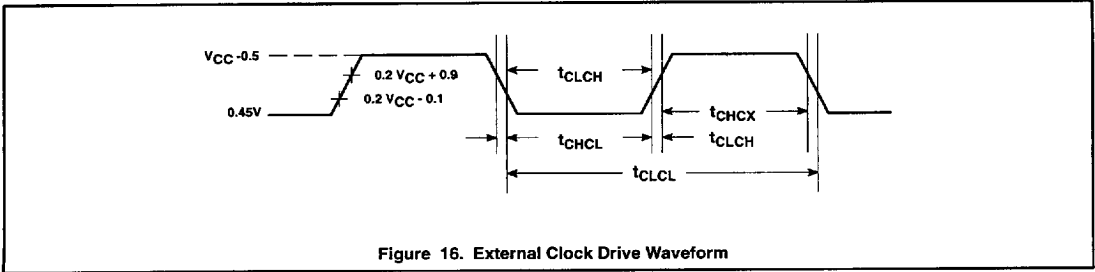 VCC -0.5
0.2 VCC + 0.9
0.2 VCC - 0.1
0.45V
tCLCH
tCHCX
tCHCL
tCLCH
tCLCL
Figure 16. External Clock Drive Waveform